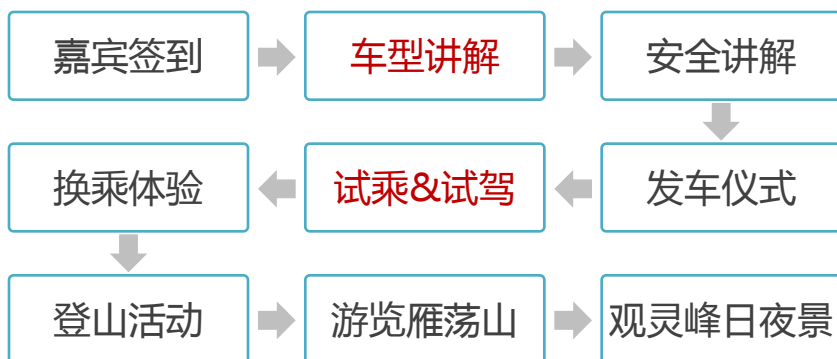 嘉宾签到
车型讲解
安全讲解
发车仪式
试乘&试驾
换乘体验
登山活动
游览雁荡山
观灵峰日夜景